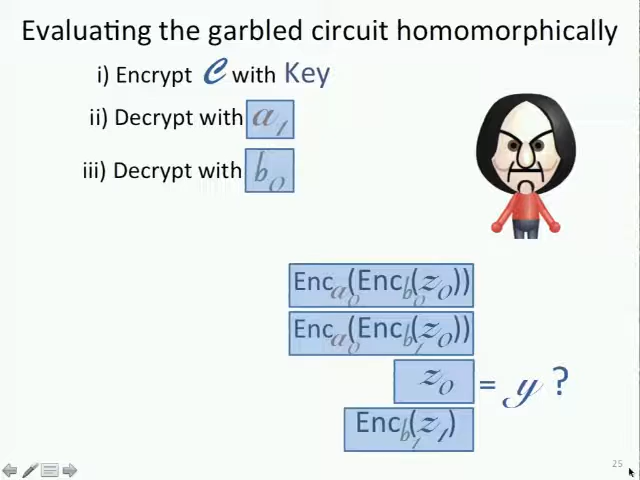 Evaluating the garbled circuit homomorphically
i) Encrypt C with Key
ii) Decrypt with a₁
iii) Decrypt with b₀
Enc_a₀(Enc_b₀(z₀))
Enc_a₀(Enc_b₁(z₀))
z₀ = y ?
Enc_b₁(z₁)
25